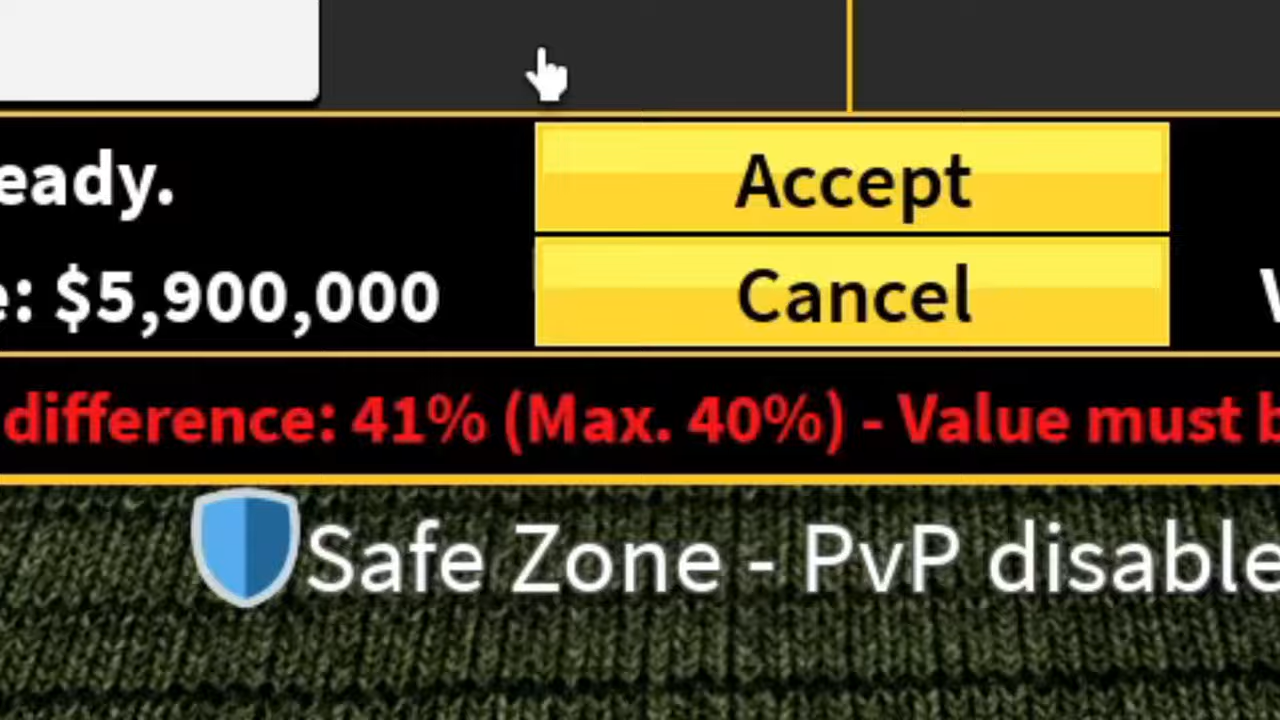 eady.
Accept
e: $5,900,000
Cancel
difference: 41% (Max. 40%) - Value must b
Safe Zone - PvP disable